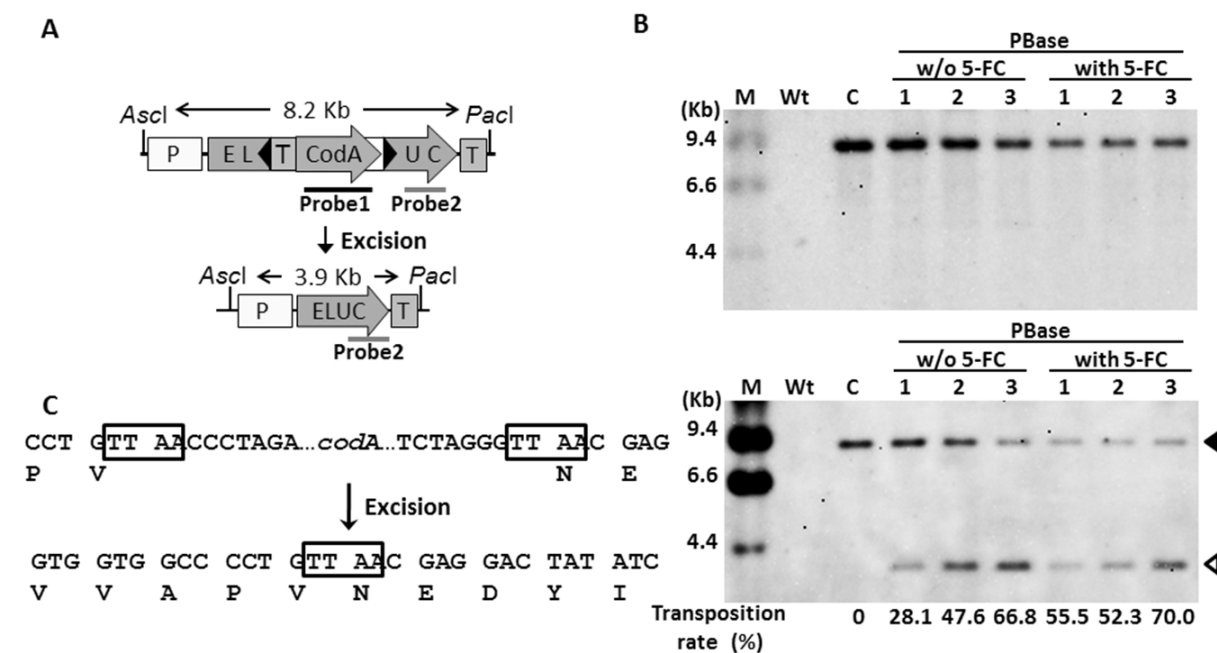 A
AscI 8.2 Kb PacI
P E L T CodA U C T
Probe1 Probe2
Excision
AscI 3.9 Kb PacI
P ELUC T
Probe2
B
PBase
w/o 5-FC with 5-FC
(Kb) M Wt C 1 2 3 1 2 3
9.4
6.6
4.4
PBase
w/o 5-FC with 5-FC
(Kb) M Wt C 1 2 3 1 2 3
9.4
6.6
4.4
Transposition
rate (%) 0 28.1 47.6 66.8 55.5 52.3 70.0
C
CCT GTT AACCCTAGA...codA...TCTAGGGTT AAC GAG
P V N E
Excision
GTG GTG GCC CCT GTT AAC GAG GAC TAT ATC
V V A P V N E D Y I